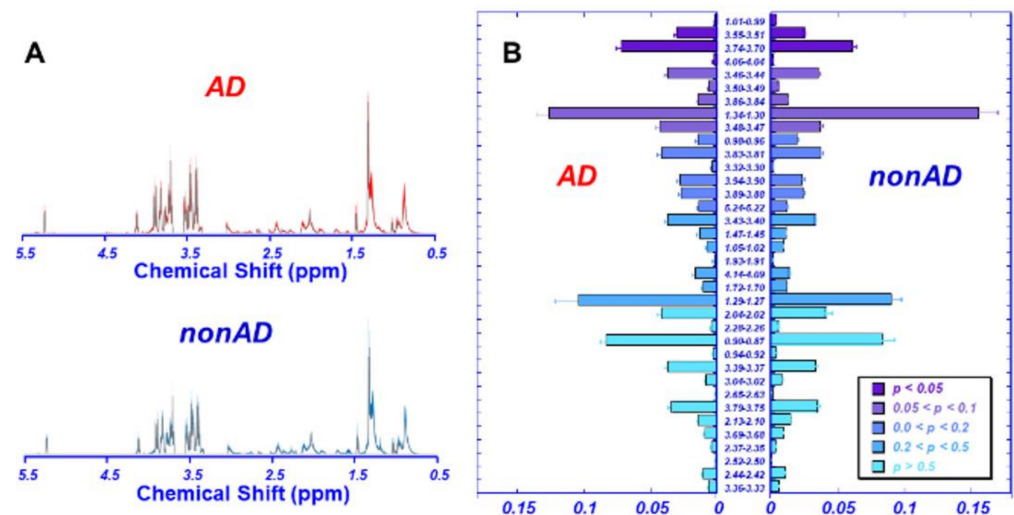 A
AD
5.5 4.5 3.5 2.5 1.5 0.5
Chemical Shift (ppm)
nonAD
5.5 4.5 3.5 2.5 1.5 0.5
Chemical Shift (ppm)
B
AD
nonAD
1.01-0.99
3.55-3.51
3.74-3.70
4.06-4.04
3.46-3.44
3.50-3.49
3.86-3.84
1.34-1.30
3.48-3.47
0.98-0.96
3.83-3.81
3.32-3.30
3.94-3.90
3.89-3.88
5.24-5.22
3.43-3.40
1.47-1.45
1.05-1.02
1.93-1.91
4.14-4.09
1.72-1.70
1.29-1.27
2.04-2.02
2.28-2.26
0.90-0.87
0.94-0.92
3.39-3.37
3.04-3.02
2.65-2.63
3.79-3.75
2.13-2.10
3.69-3.68
2.37-2.35
2.52-2.50
2.44-2.42
3.36-3.33
p < 0.05
0.05 < p < 0.1
0.0 < p < 0.2
0.2 < p < 0.5
p > 0.5
0.15 0.1 0.05 0 0 0.05 0.1 0.15